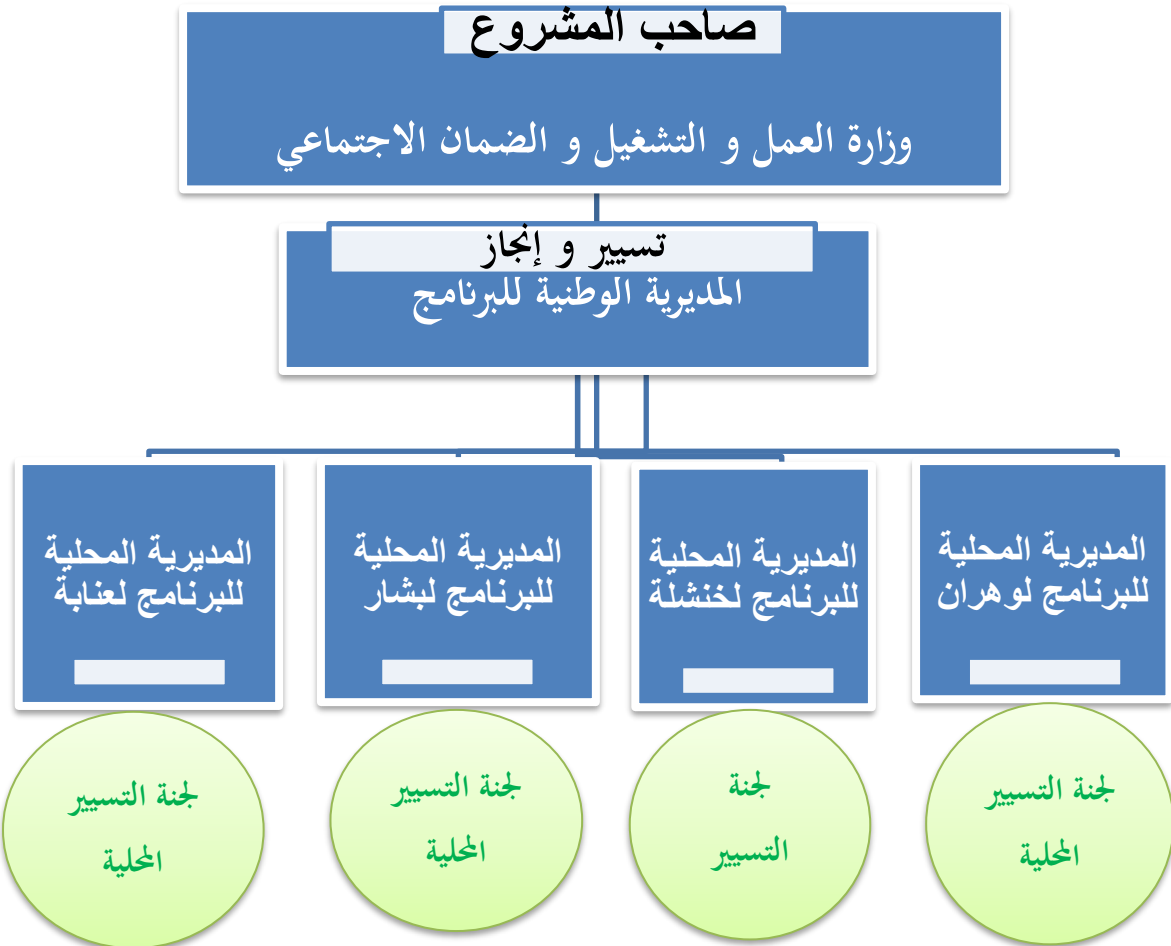 صاحب المشروع
وزارة العمل و التشغيل و الضمان الاجتماعي
تسيير و إنجاز
المديرية الوطنية للبرنامج
المديرية المحلية
للبرنامج لوهران
المديرية المحلية
للبرنامج لخنشلة
المديرية المحلية
للبرنامج لبشار
المديرية المحلية
للبرنامج لعنابة
لجنة التسيير
المحلية
لجنة
التسيير
لجنة التسيير
المحلية
لجنة التسيير
المحلية